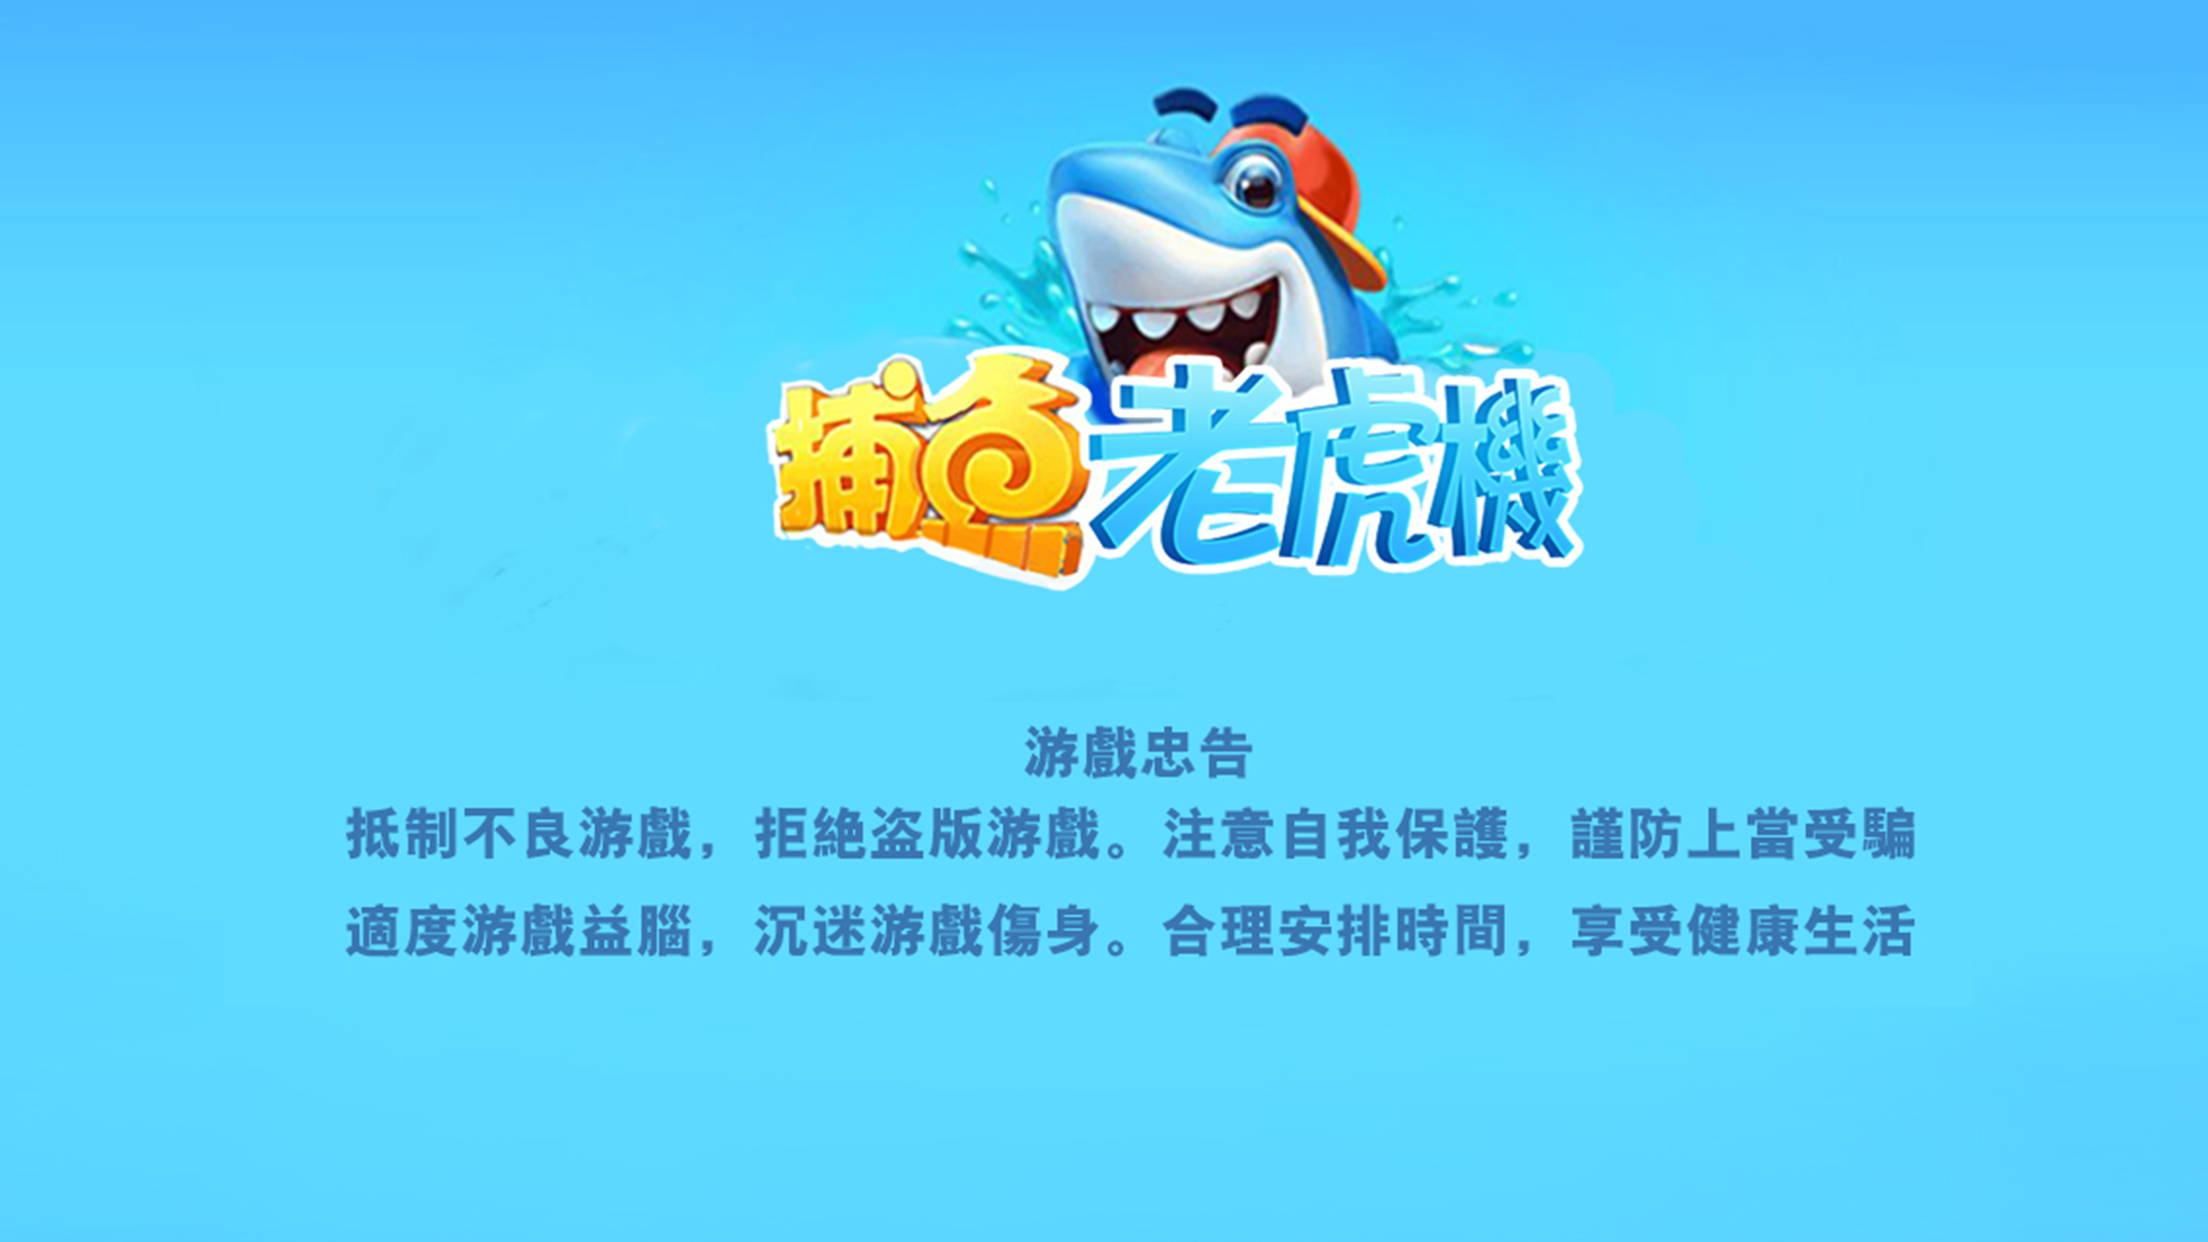 捕魚老虎機
游戲忠告
抵制不良游戲，拒絶盗版游戲。注意自我保護，謹防上當受騙
適度游戲益腦，沉迷游戲傷身。合理安排時間，享受健康生活